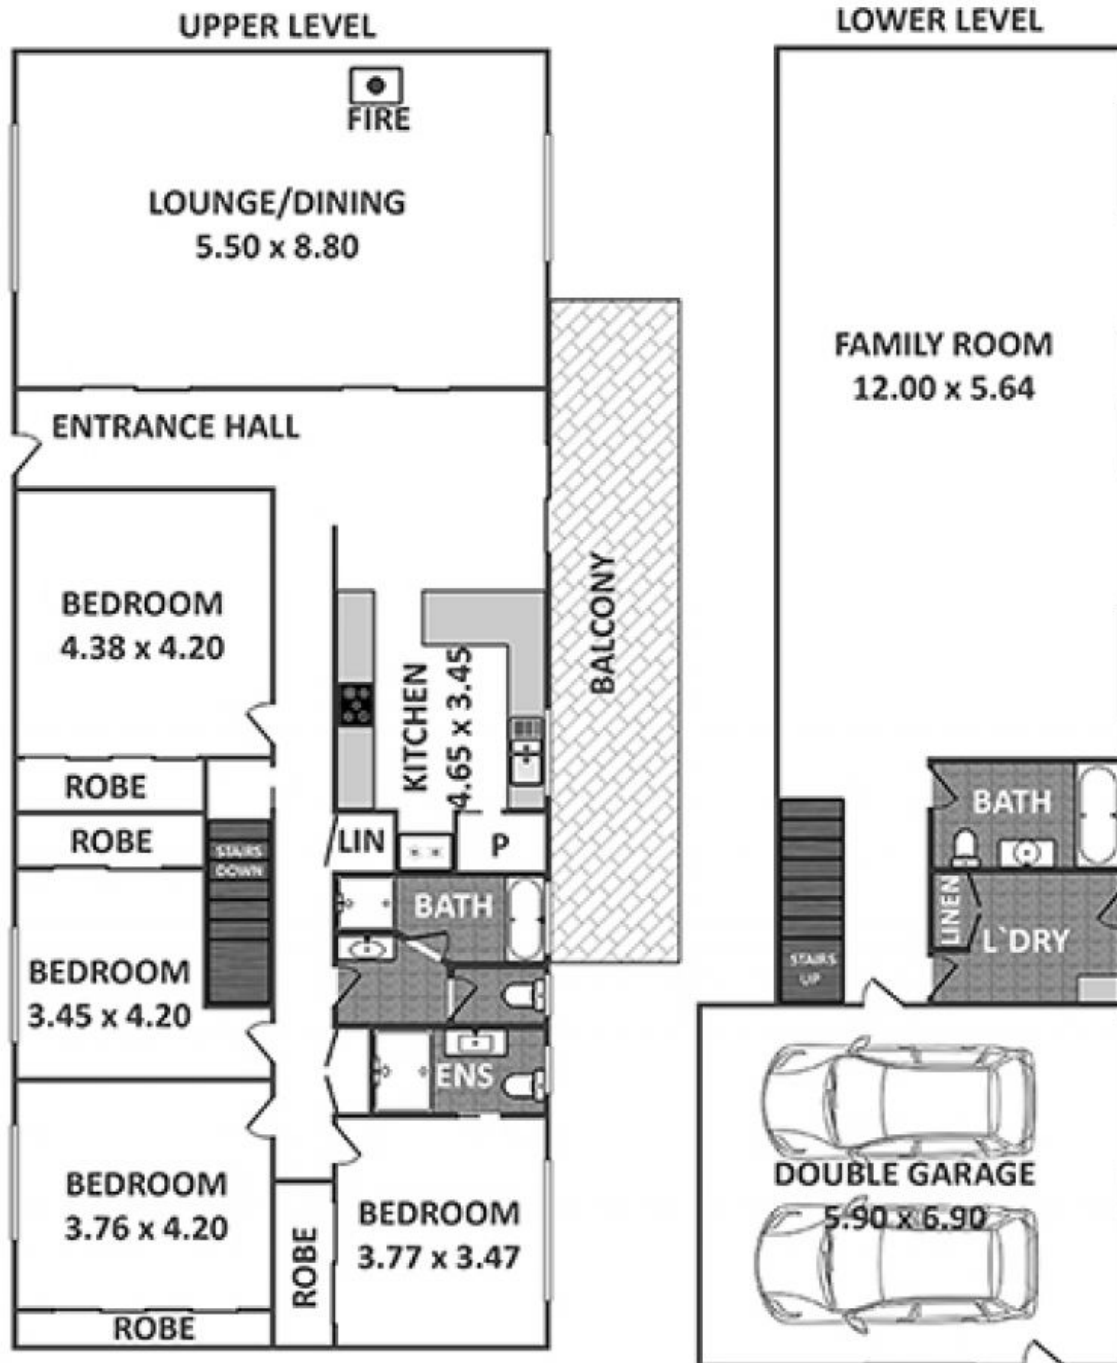 UPPER LEVEL
FIRE
LOUNGE/DINING
5.50 x 8.80
ENTRANCE HALL
BEDROOM
4.38 x 4.20
ROBE
ROBE
STAIRS
DOWN
BEDROOM
3.45 x 4.20
BEDROOM
3.76 x 4.20
ROBE
ROBE
BEDROOM
3.77 x 3.47
KITCHEN
4.65 x 3.45
LIN
P
BATH
ENS
BALCONY
LOWER LEVEL
FAMILY ROOM
12.00 x 5.64
BATH
LINEN
L`DRY
STAIRS
UP
DOUBLE GARAGE
5.90 x 6.90